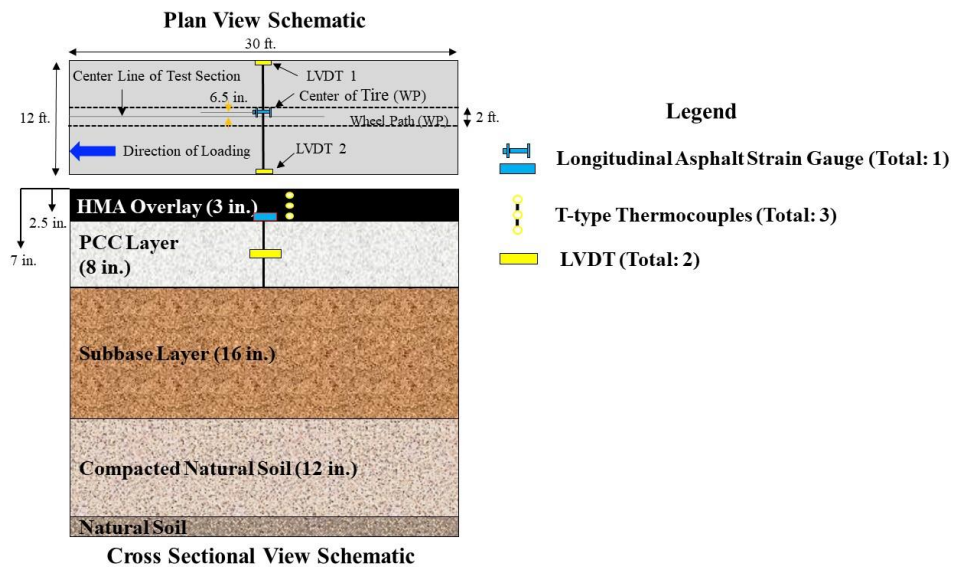 Plan View Schematic
30 ft.
Center Line of Test Section
LVDT 1
6.5 in.
Center of Tire (WP)
12 ft.
Wheel Path (WP)
2 ft.
Direction of Loading
LVDT 2
Legend
Longitudinal Asphalt Strain Gauge (Total: 1)
T-type Thermocouples (Total: 3)
LVDT (Total: 2)
HMA Overlay (3 in.)
2.5 in.
7 in.
PCC Layer
(8 in.)
Subbase Layer (16 in.)
Compacted Natural Soil (12 in.)
Natural Soil
Cross Sectional View Schematic